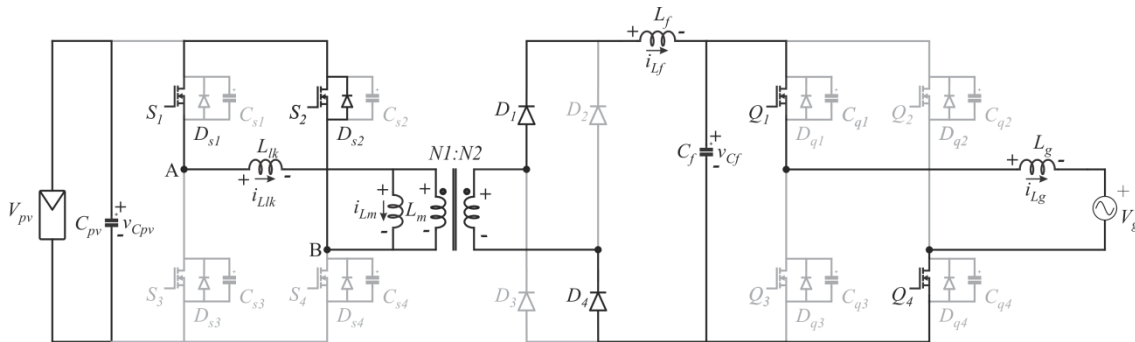 L_f
+ -
i_Lf
S_1
C_s1
D_s1
S_2
C_s2
D_s2
D_1
D_2
Q_1
C_q1
D_q1
Q_2
C_q2
D_q2
L_lk
A
+ -
i_Llk
N1:N2
C_f
+
v_Cf
-
L_g
+ -
i_Lg
V_pv
C_pv
+
v_Cpv
-
i_Lm
+
L_m
-
+
-
+
-
+
V_g
B
S_3
C_s3
D_s3
S_4
C_s4
D_s4
D_3
D_4
Q_3
C_q3
D_q3
Q_4
C_q4
D_q4